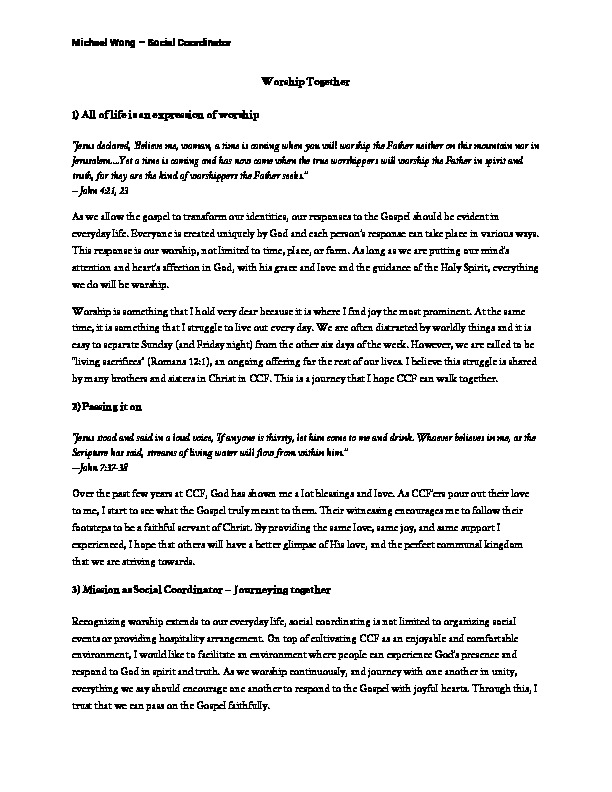 Michael Wong – Social Coordinator
Worship Together
1) All of life is an expression of worship
"Jesus declared, Believe me, woman, a time is coming when you will worship the Father neither on this mountain nor in
Jerusalem....Yet a time is coming and has now come when the true worshippers will worship the Father in spirit and
truth, for they are the kind of worshippers the Father seeks."
– John 4:21, 23
As we allow the gospel to transform our identities, our responses to the Gospel should be evident in
everyday life. Everyone is created uniquely by God and each person's response can take place in various ways.
This response is our worship, not limited to time, place, or form. As long as we are putting our mind's
attention and heart's affection in God, with his grace and love and the guidance of the Holy Spirit, everything
we do will be worship.
Worship is something that I hold very dear because it is where I find joy the most prominent. At the same
time, it is something that I struggle to live out every day. We are often distracted by worldly things and it is
easy to separate Sunday (and Friday night) from the other six days of the week. However, we are called to be
"living sacrifices" (Romans 12:1), an ongoing offering for the rest of our lives. I believe this struggle is shared
by many brothers and sisters in Christ in CCF. This is a journey that I hope CCF can walk together.
2) Passing it on
"Jesus stood and said in a loud voice, 'If anyone is thirsty, let him come to me and drink. Whoever believes in me, as the
Scripture has said, streams of living water will flow from within him."
—John 7:37-38
Over the past few years at CCF, God has shown me a lot blessings and love. As CCF'ers pour out their love
to me, I start to see what the Gospel truly meant to them. Their witnessing encourages me to follow their
footsteps to be a faithful servant of Christ. By providing the same love, same joy, and same support I
experienced, I hope that others will have a better glimpse of His love, and the perfect communal kingdom
that we are striving towards.
3) Mission as Social Coordinator – Journeying together
Recognizing worship extends to our everyday life, social coordinating is not limited to organizing social
events or providing hospitality arrangement. On top of cultivating CCF as an enjoyable and comfortable
environment, I would like to facilitate an environment where people can experience God's presence and
respond to God in spirit and truth. As we worship continuously, and journey with one another in unity,
everything we say should encourage one another to respond to the Gospel with joyful hearts. Through this, I
trust that we can pass on the Gospel faithfully.